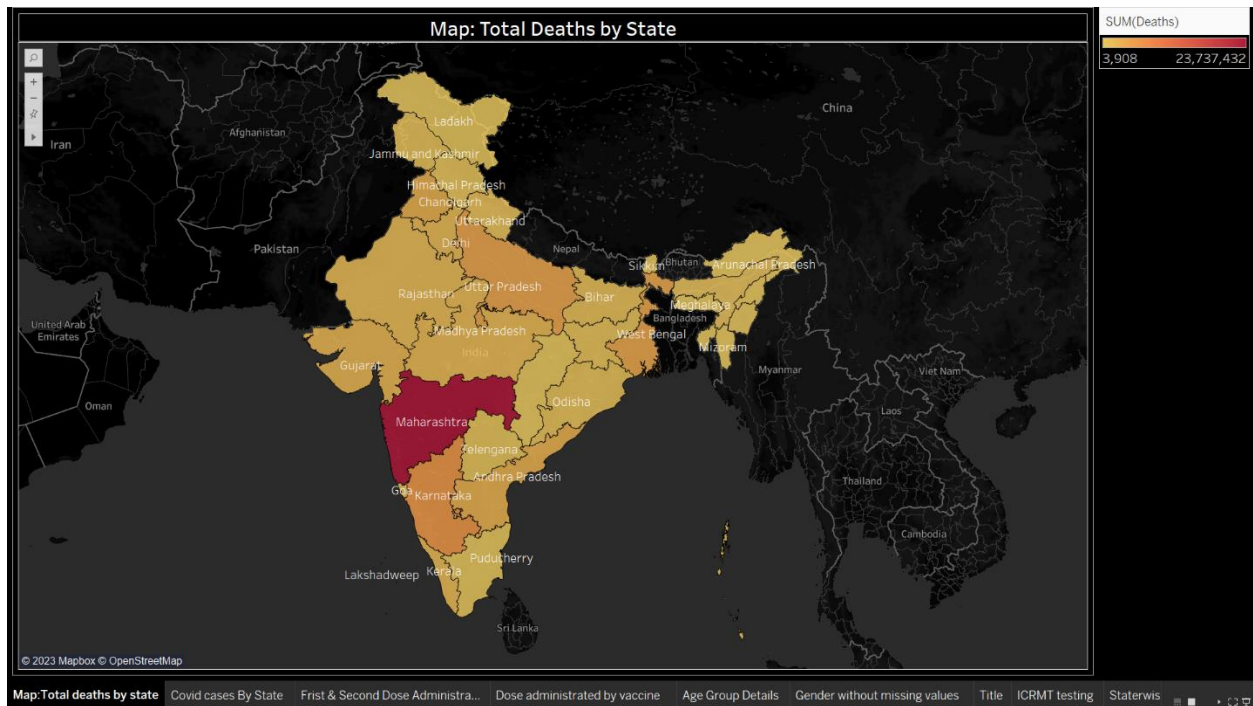 Map: Total Deaths by State
SUM(Deaths)
3,908 23,737,432
China
Afghanistan
Iran
Ladakh
Jammu and Kashmir
Himachal Pradesh
Chandigarh
Uttarakhand
Pakistan
Delhi
Nepal
Sikkim
Bhutan
Arunachal Pradesh
Rajasthan
Uttar Pradesh
Bihar
Meghalaya
Bangladesh
United Arab
Emirates
Madhya Pradesh
West Bengal
India
Mizoram
Gujarat
Myanmar
Viet Nam
Oman
Odisha
Laos
Maharashtra
Telengana
Andhra Pradesh
Thailand
Goa
Karnataka
Cambodia
Puducherry
Lakshadweep
Kerala
Sri Lanka
© 2023 Mapbox © OpenStreetMap
Map:Total deaths by state Covid cases By State Frist & Second Dose Administra... Dose administrated by vaccine Age Group Details Gender without missing values Title ICRMT testing Staterwis